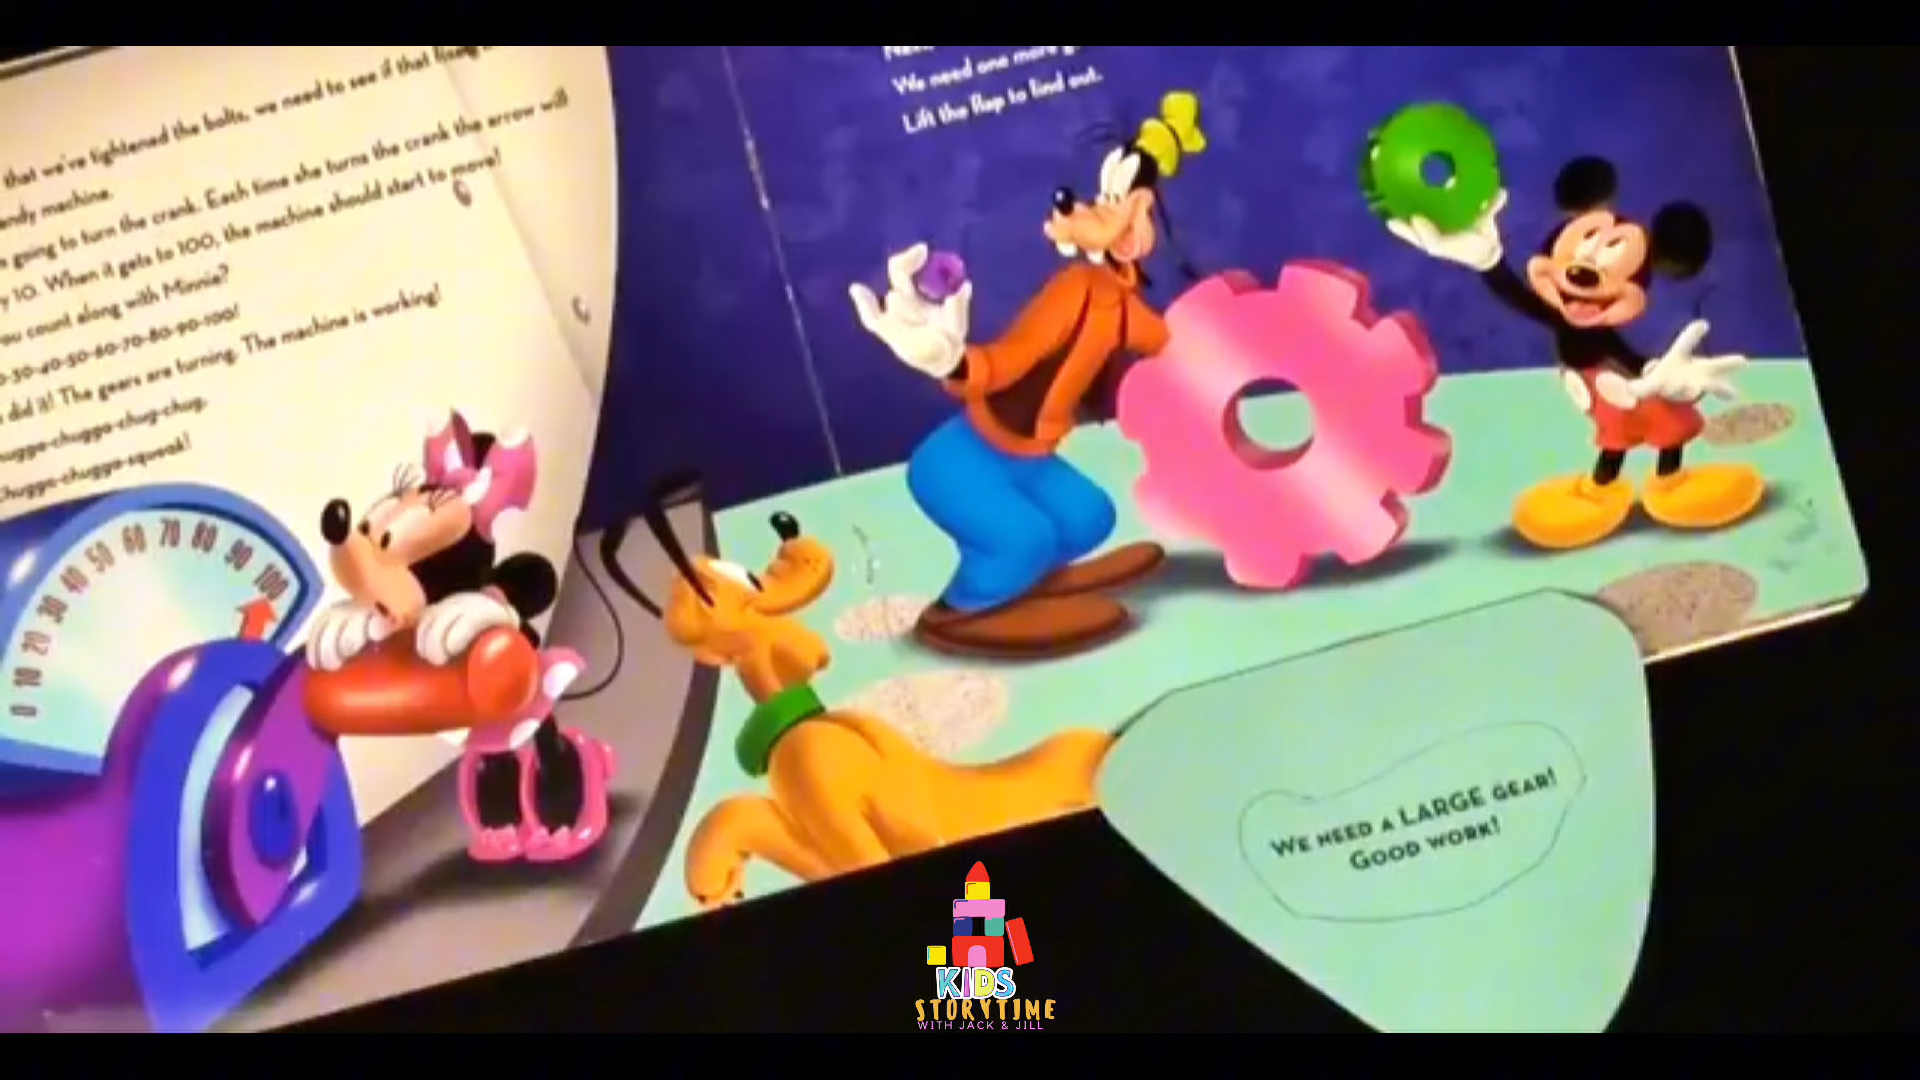 that we've tightened the bolts, we need to see if that
andy machine.
going to turn the crank. Each time she turns the crank the arrow will
y 10. When it gets to 100, the machine should start to move!
ou count along with Minnie?
0-30-40-50-60-70-80-90-100!
did it! The gears are turning. The machine is working!
ugga-chugga-chug-chug.
Chugga-chugga-squeak!
0 10 20 30 40 50 60 70 80 90 100
We need one more
Lift the flap to find out.
WE NEED A LARGE GEAR!
GOOD WORK!
KIDS
STORYTIME
WITH JACK & JILL